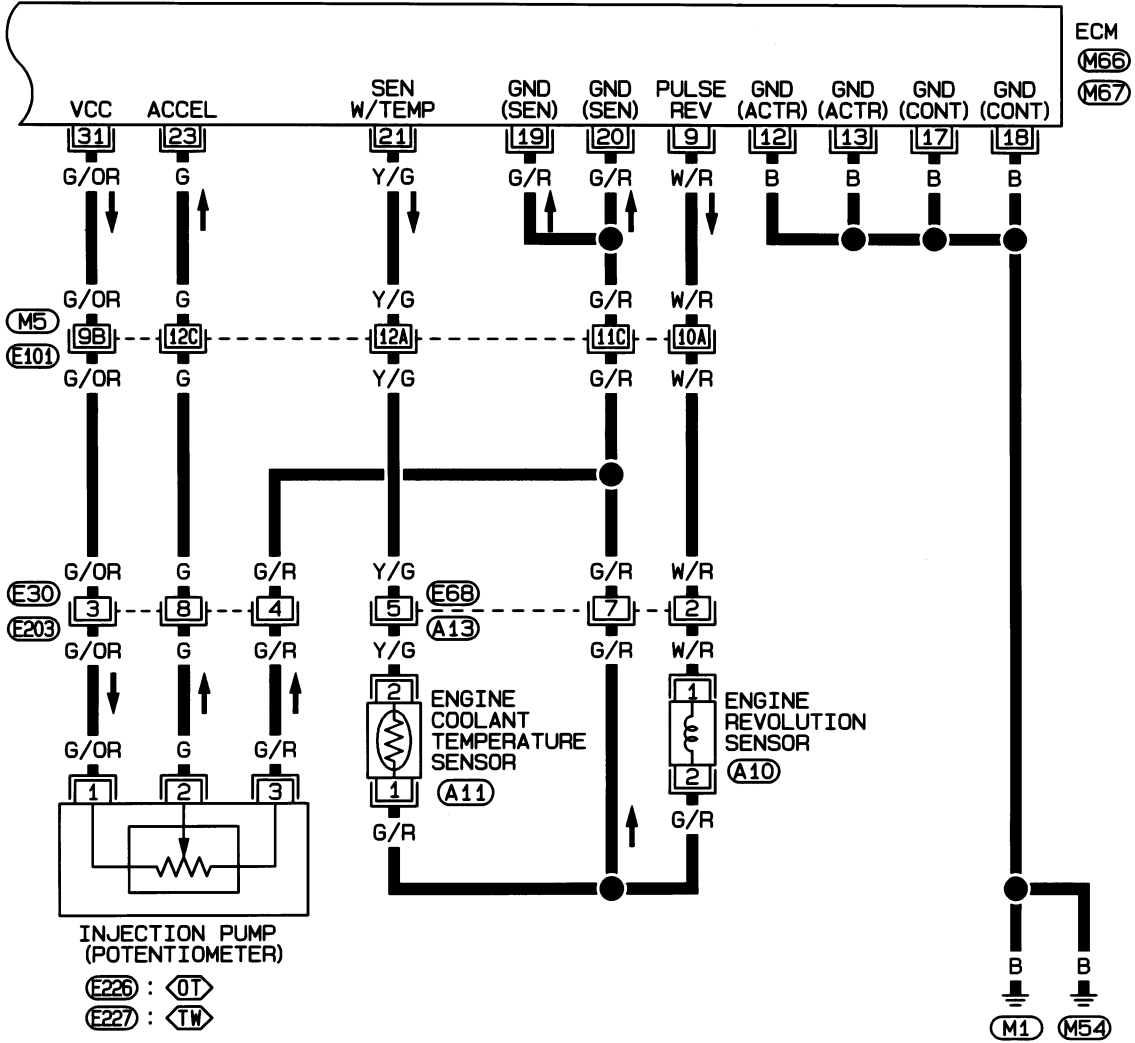 ECM
M66
M67
SEN
GND
GND
PULSE
GND
GND
GND
GND
VCC
ACCEL
W/TEMP
(SEN)
(SEN)
REV
(ACTR)
(ACTR)
(CONT)
(CONT)
31
23
21
19
20
9
12
13
17
18
G/OR
G
Y/G
G/R
G/R
W/R
B
B
B
B
G/OR
G
Y/G
G/R
W/R
M5
9B
12C
12A
11C
10A
E101
G/OR
G
Y/G
G/R
W/R
G/OR
G
G/R
Y/G
G/R
W/R
E30
E68
3
8
4
5
7
2
E203
A13
G/OR
G
G/R
Y/G
G/R
W/R
2
ENGINE
COOLANT
TEMPERATURE
SENSOR
1
A11
1
ENGINE
REVOLUTION
SENSOR
2
A10
G/OR
G
G/R
1
2
3
G/R
G/R
INJECTION PUMP
(POTENTIOMETER)
E226 : OT
E227 : TW
B
B
M1
M54